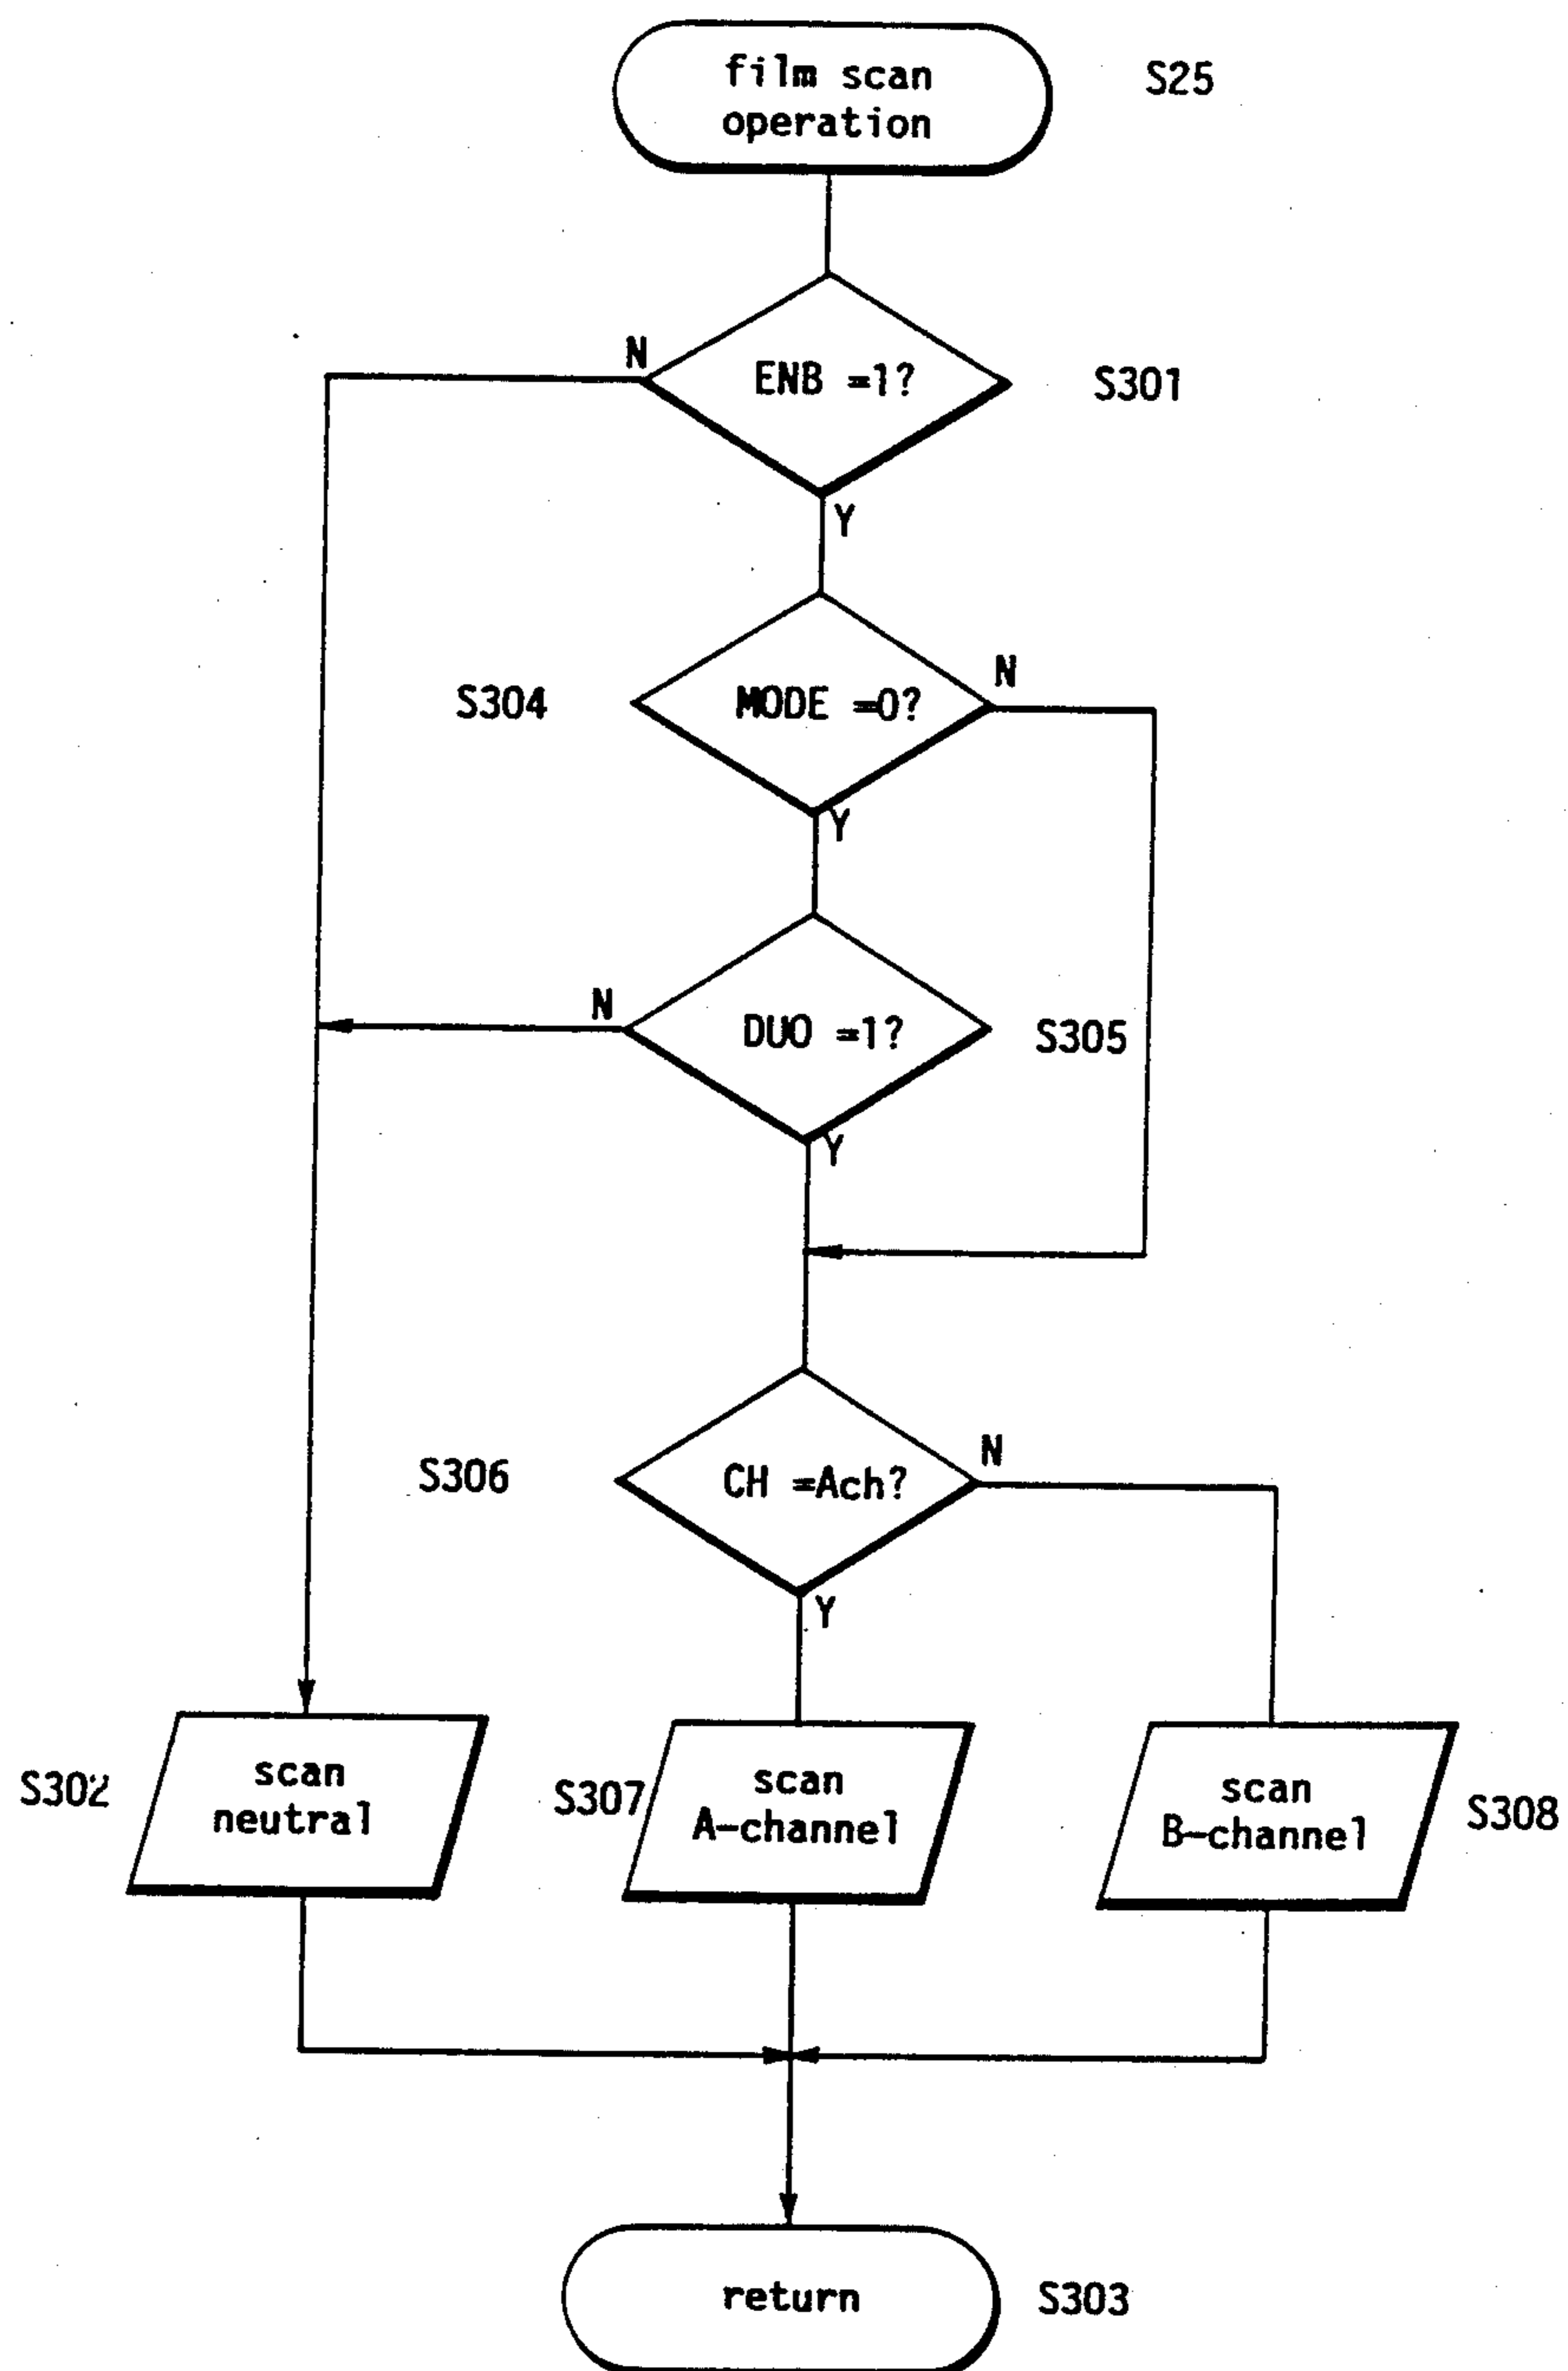 film scan
operation
S25
N
ENB =1?
S301
Y
S304
MODE =0?
N
Y
N
DUO =1?
S305
Y
S306
CH =Ach?
N
Y
S302
scan
neutral
S307
scan
A-channel
scan
B-channel
S308
return
S303